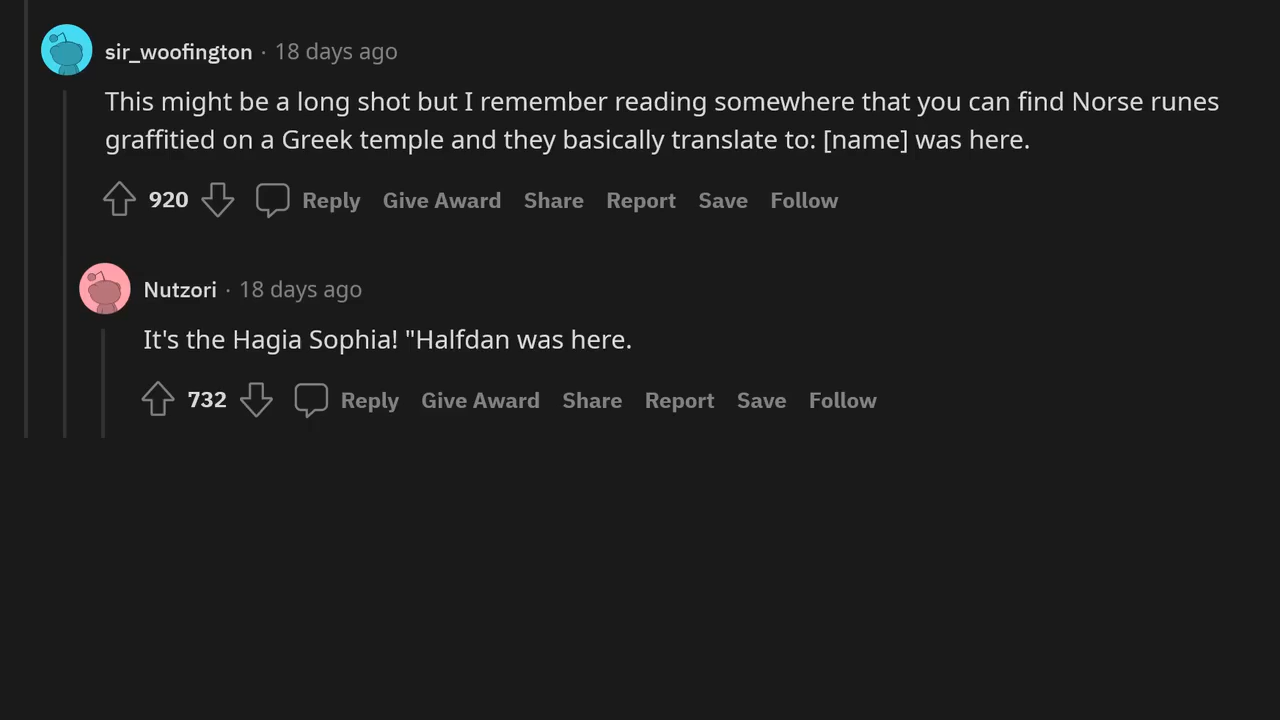 sir_woofington · 18 days ago
This might be a long shot but I remember reading somewhere that you can find Norse runes
graffitied on a Greek temple and they basically translate to: [name] was here.
920 Reply Give Award Share Report Save Follow
Nutzori · 18 days ago
It's the Hagia Sophia! "Halfdan was here.
732 Reply Give Award Share Report Save Follow